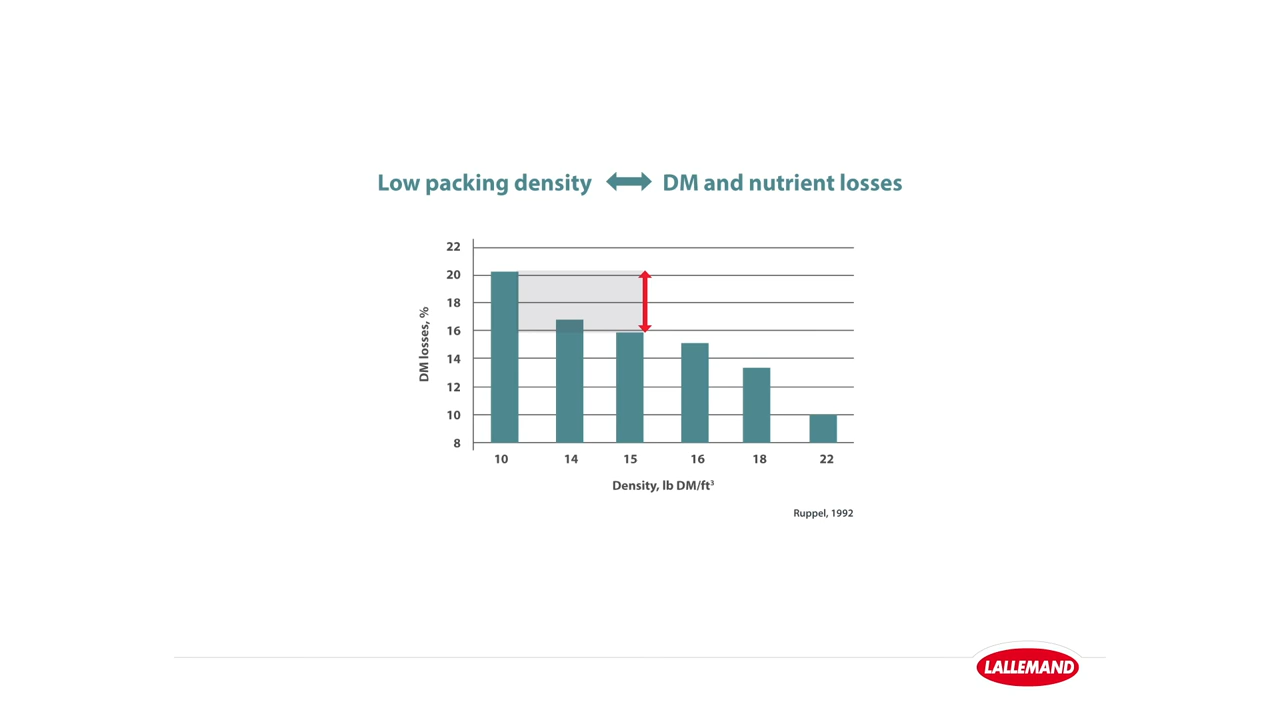 Low packing density DM and nutrient losses
22
20
18
16
14
12
10
8
DM losses, %
10 14 15 16 18 22
Density, lb DM/ft³
Ruppel, 1992
LALLEMAND